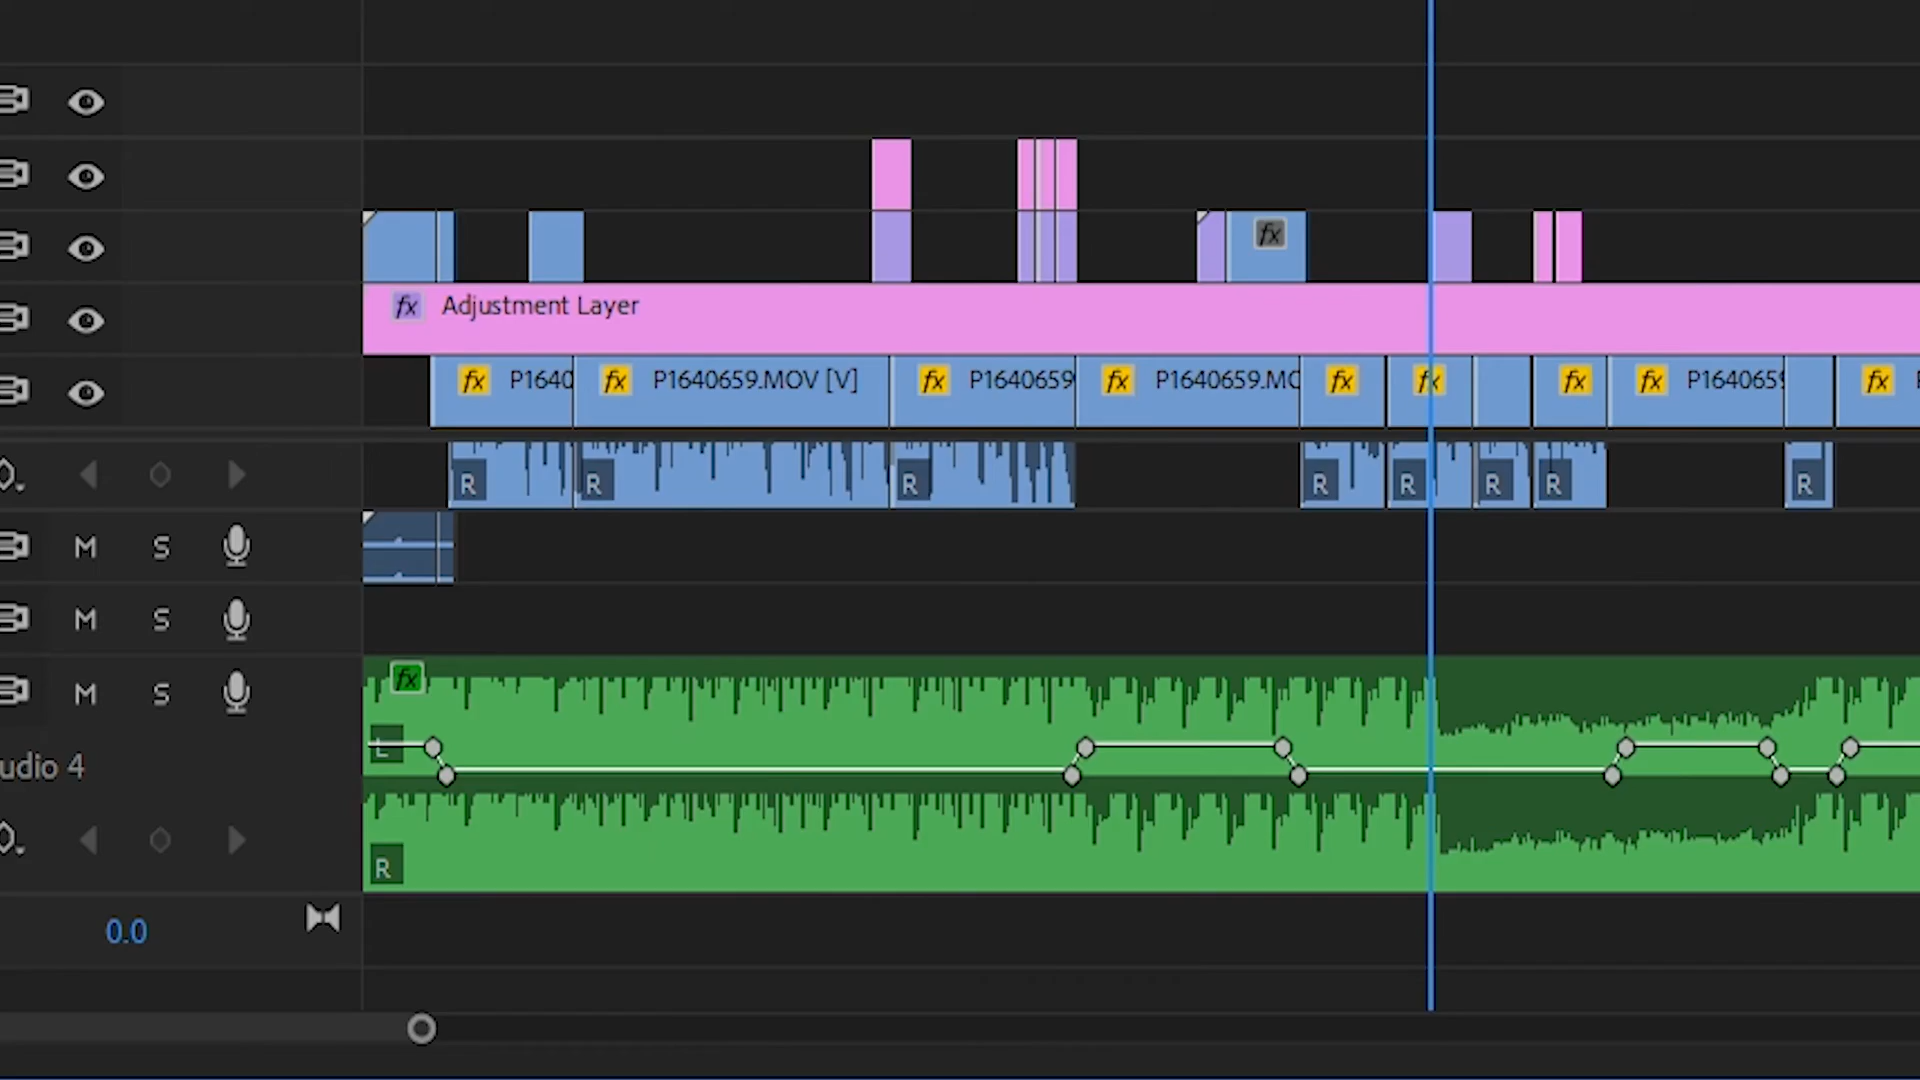 fx
fx Adjustment Layer
fx P1640 fx P1640659.MOV [V] fx P1640659 fx P1640659.MC fx fx fx fx P164065 fx
R R R R R R R R
M S
M S
M S fx
L
udio 4
R
0.0